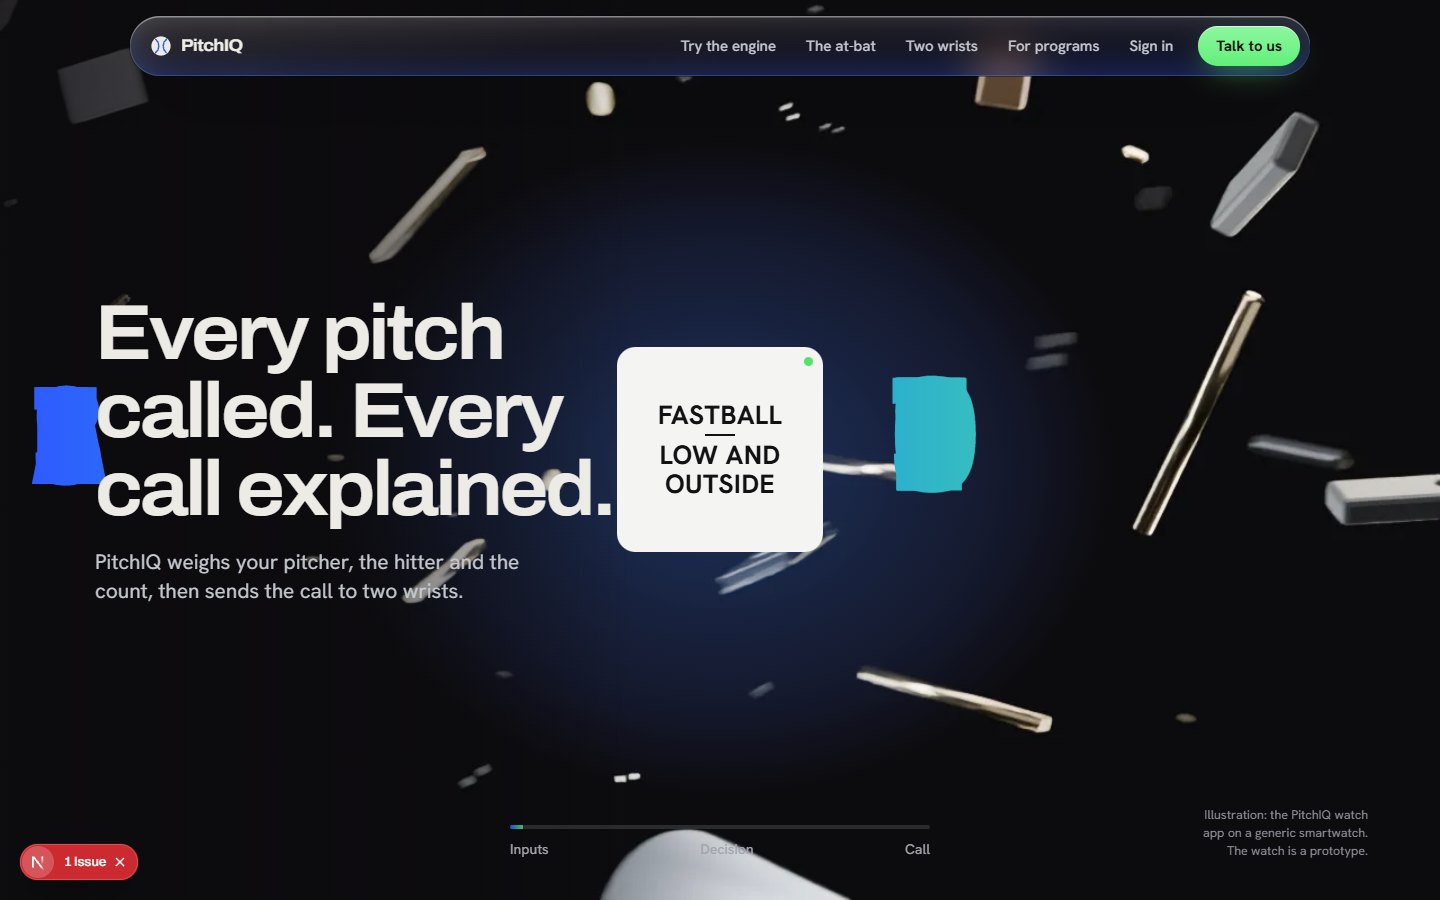 PitchIQ
Try the engine
The at-bat
Two wrists
For programs
Sign in
Talk to us
Every pitch
called. Every
call explained.
PitchIQ weighs your pitcher, the hitter and the
count, then sends the call to two wrists.
FASTBALL
LOW AND
OUTSIDE
Inputs
Decision
Call
Illustration: the PitchIQ watch
app on a generic smartwatch.
The watch is a prototype.
N
1 Issue